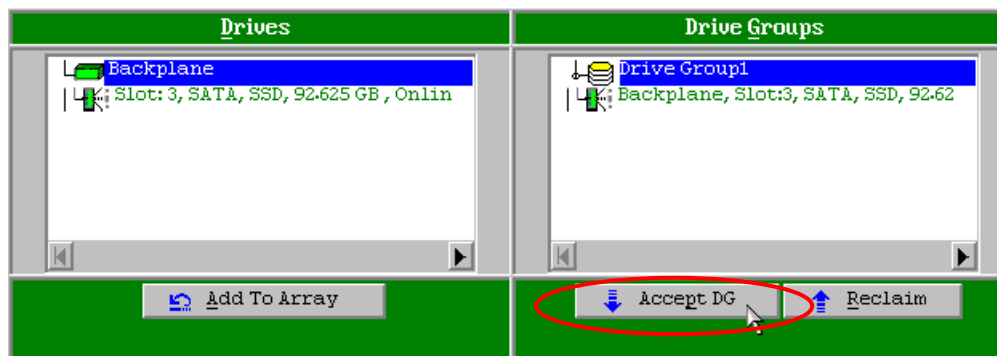 Drives
Drive Groups
Backplane
Slot: 3, SATA, SSD, 92.625 GB , Onlin
Drive Group1
Backplane, Slot:3, SATA, SSD, 92.62
Add To Array
Accept DG
Reclaim